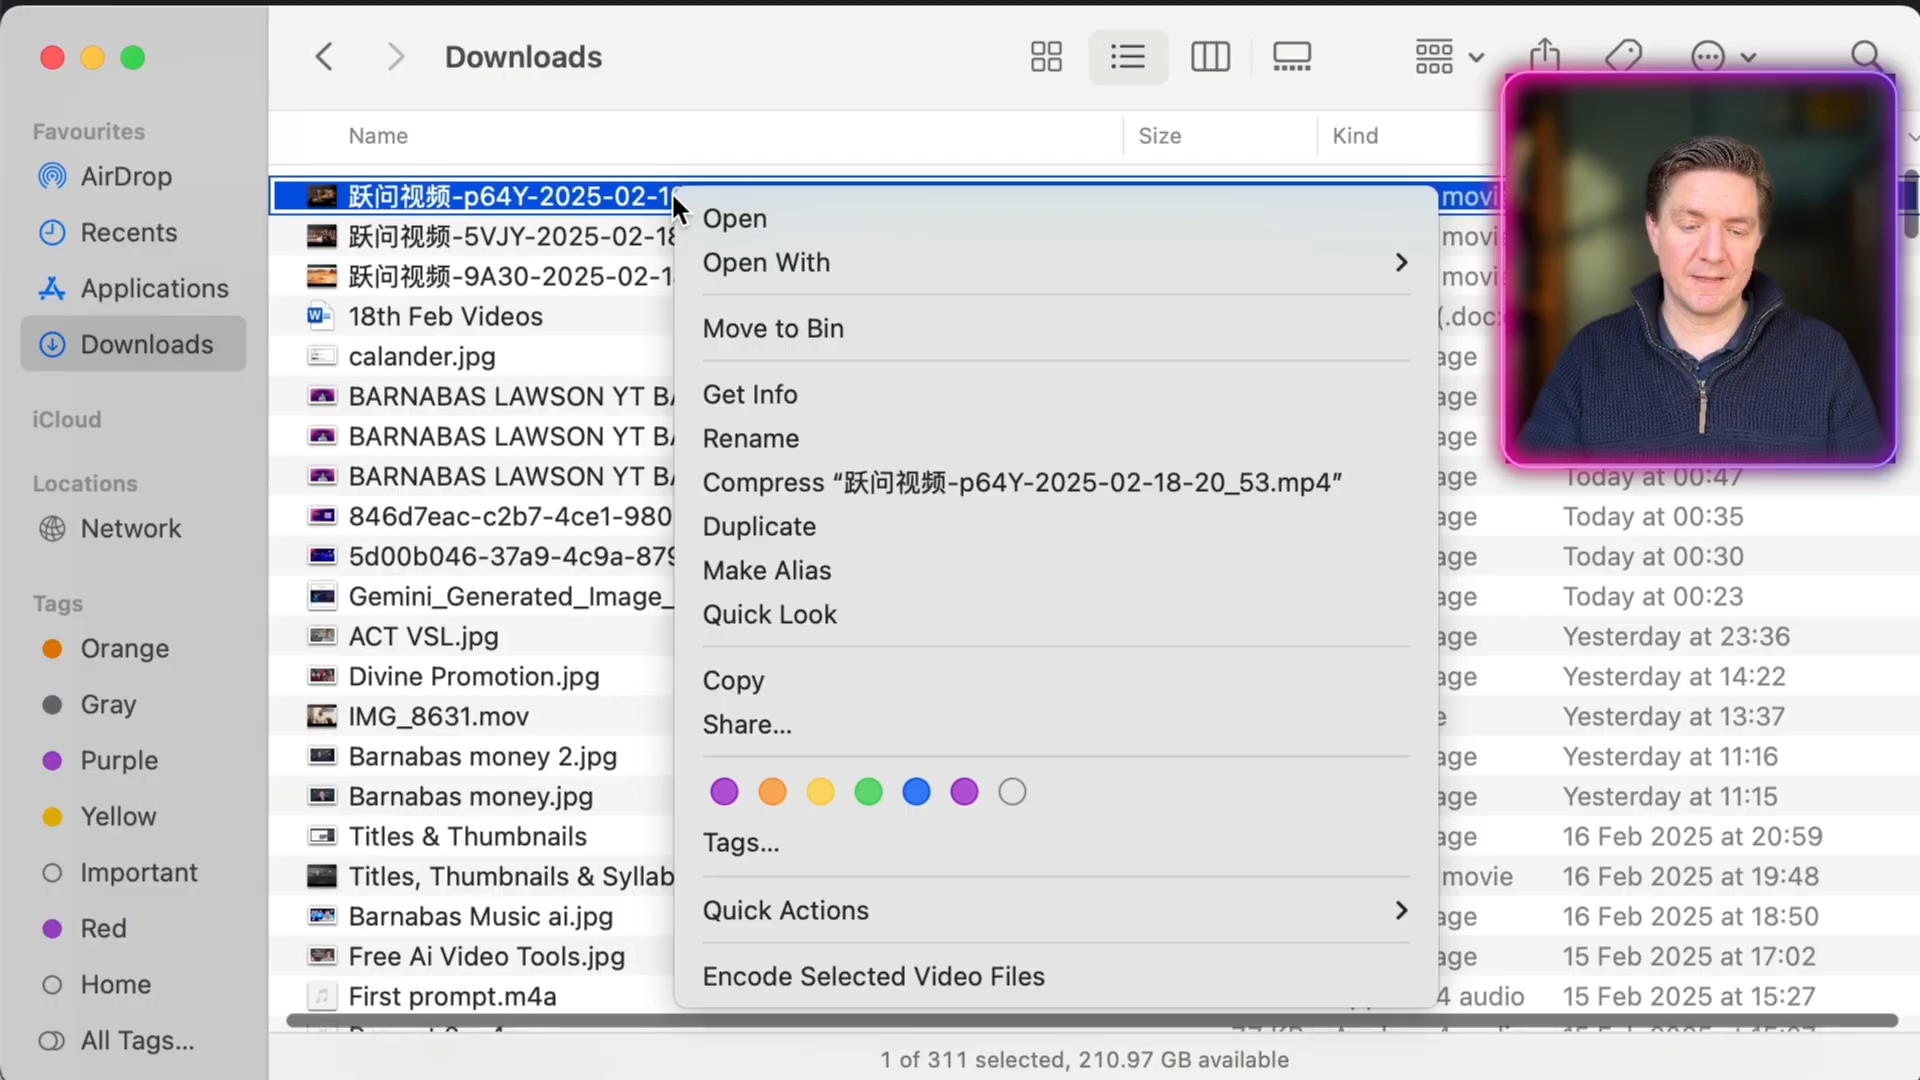 Downloads
Favourites
AirDrop
Recents
Applications
Downloads
iCloud
Locations
Network
Tags
Orange
Gray
Purple
Yellow
Important
Red
Home
All Tags...
Name Size Kind
跃问视频-p64Y-2025-02-1
跃问视频-5VJY-2025-02-18
跃问视频-9A30-2025-02-1
18th Feb Videos
calander.jpg
BARNABAS LAWSON YT BA
BARNABAS LAWSON YT BA
BARNABAS LAWSON YT BA
846d7eac-c2b7-4ce1-980
5d00b046-37a9-4c9a-879
Gemini_Generated_Image_
ACT VSL.jpg
Divine Promotion.jpg
IMG_8631.mov
Barnabas money 2.jpg
Barnabas money.jpg
Titles & Thumbnails
Titles, Thumbnails & Syllab
Barnabas Music ai.jpg
Free Ai Video Tools.jpg
First prompt.m4a
Open
Open With
Move to Bin
Get Info
Rename
Compress “跃问视频-p64Y-2025-02-18-20_53.mp4”
Duplicate
Make Alias
Quick Look
Copy
Share...
Tags...
Quick Actions
Encode Selected Video Files
movi
movi
movi
(.docx
age
age
age
age Today at 00:47
age Today at 00:35
age Today at 00:30
age Today at 00:23
age Yesterday at 23:36
age Yesterday at 14:22
e Yesterday at 13:37
age Yesterday at 11:16
age Yesterday at 11:15
age 16 Feb 2025 at 20:59
movie 16 Feb 2025 at 19:48
age 16 Feb 2025 at 18:50
age 15 Feb 2025 at 17:02
4 audio 15 Feb 2025 at 15:27
1 of 311 selected, 210.97 GB available